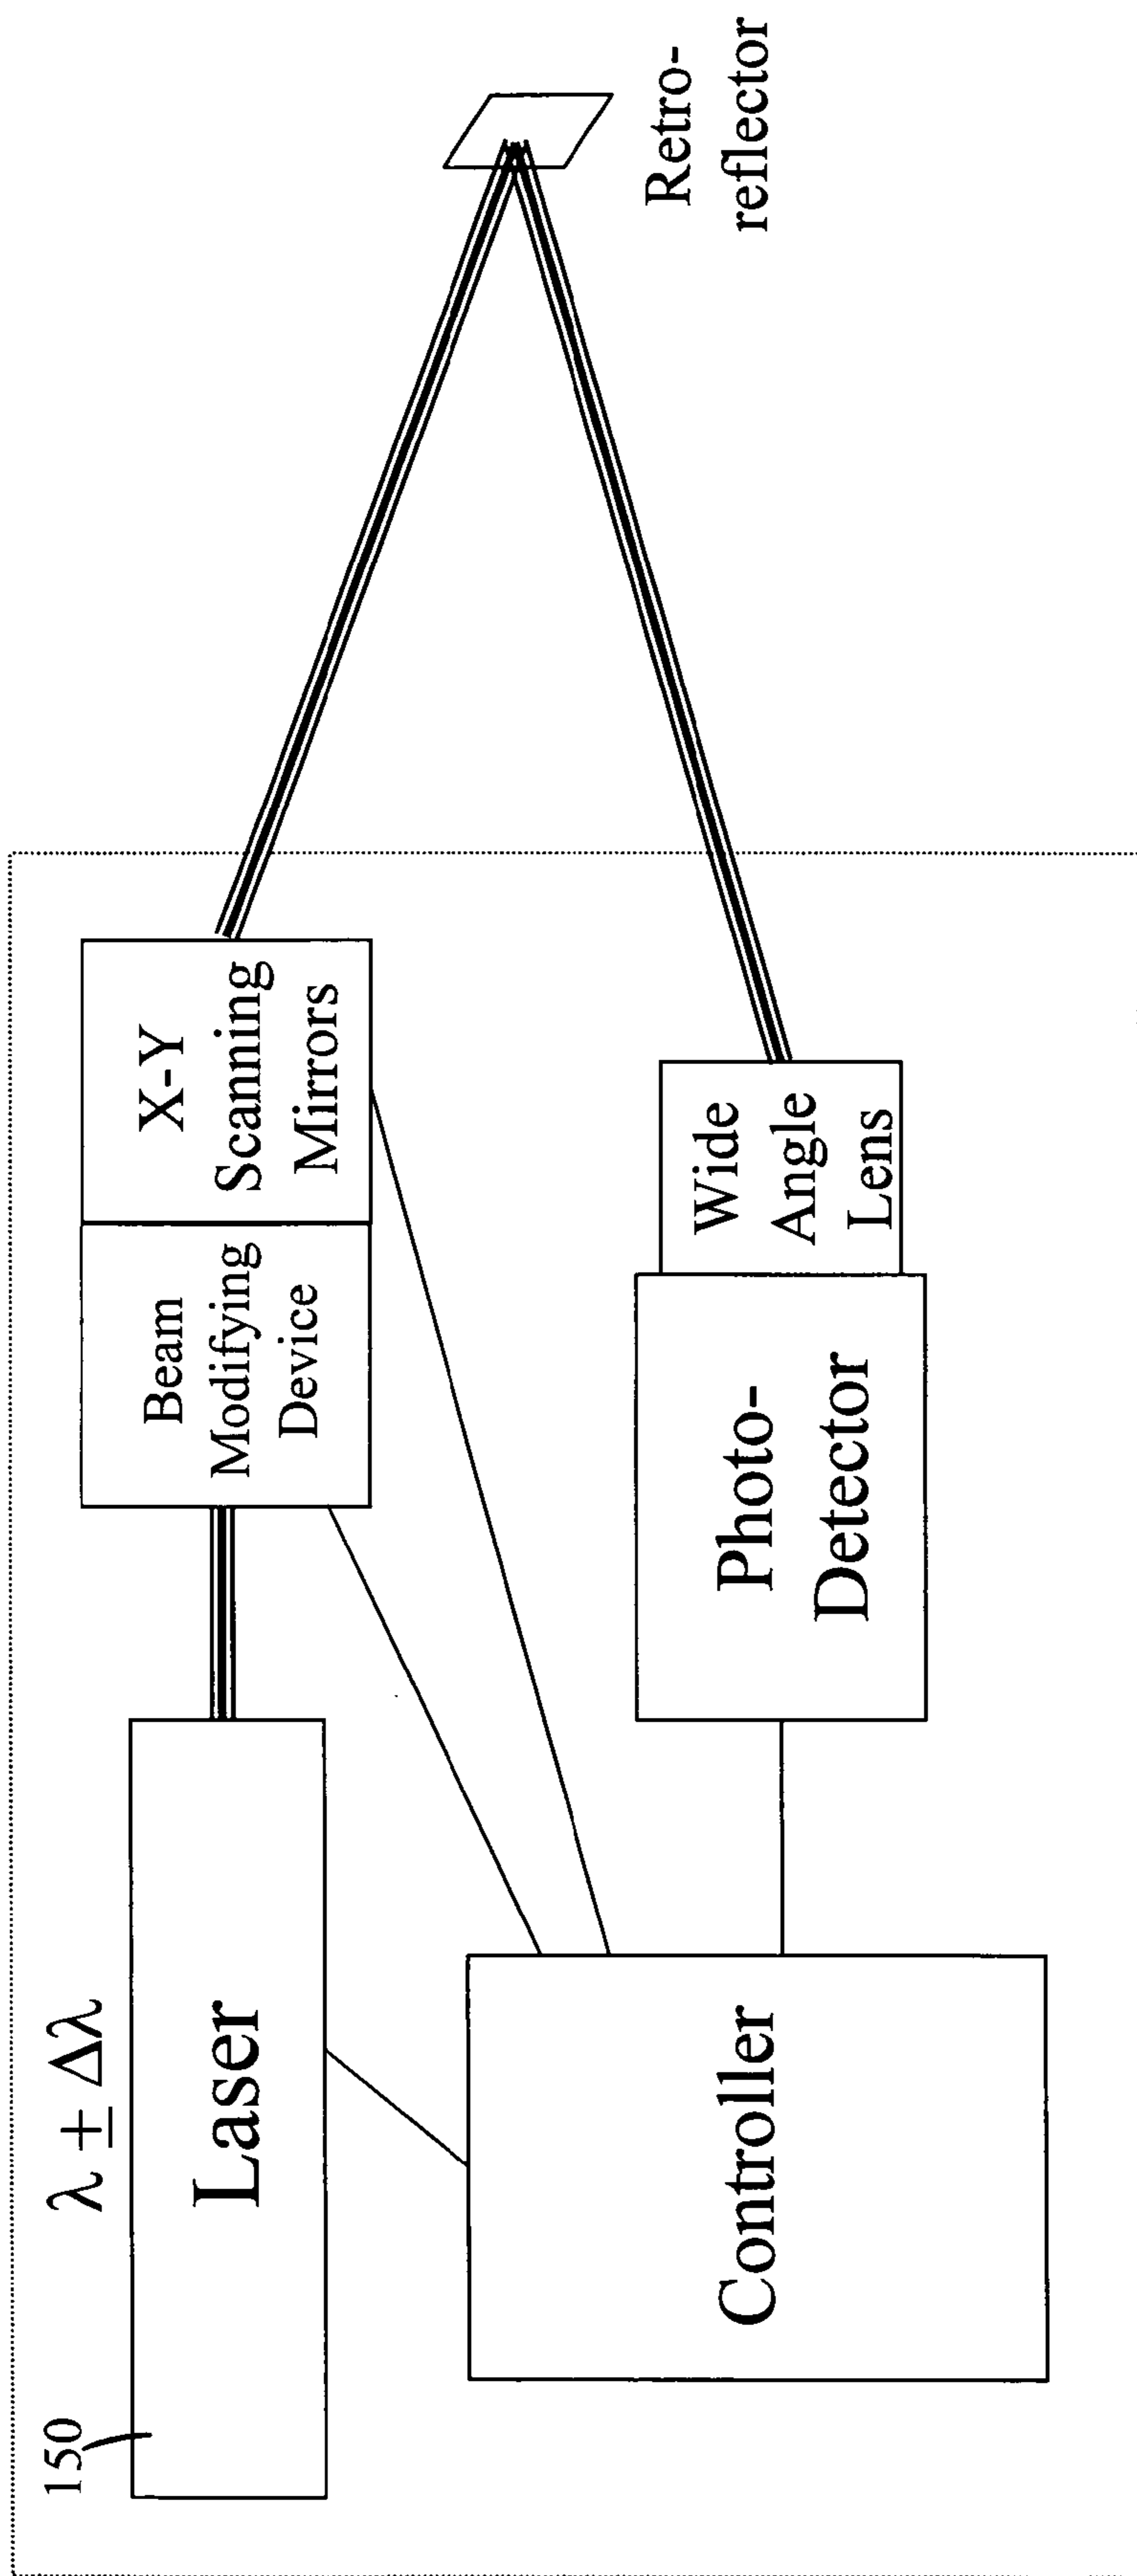 150
λ ± Δλ
Laser
Beam
Modifying
Device
X-Y
Scanning
Mirrors
Controller
Photo-
Detector
Wide
Angle
Lens
Retro-
reflector